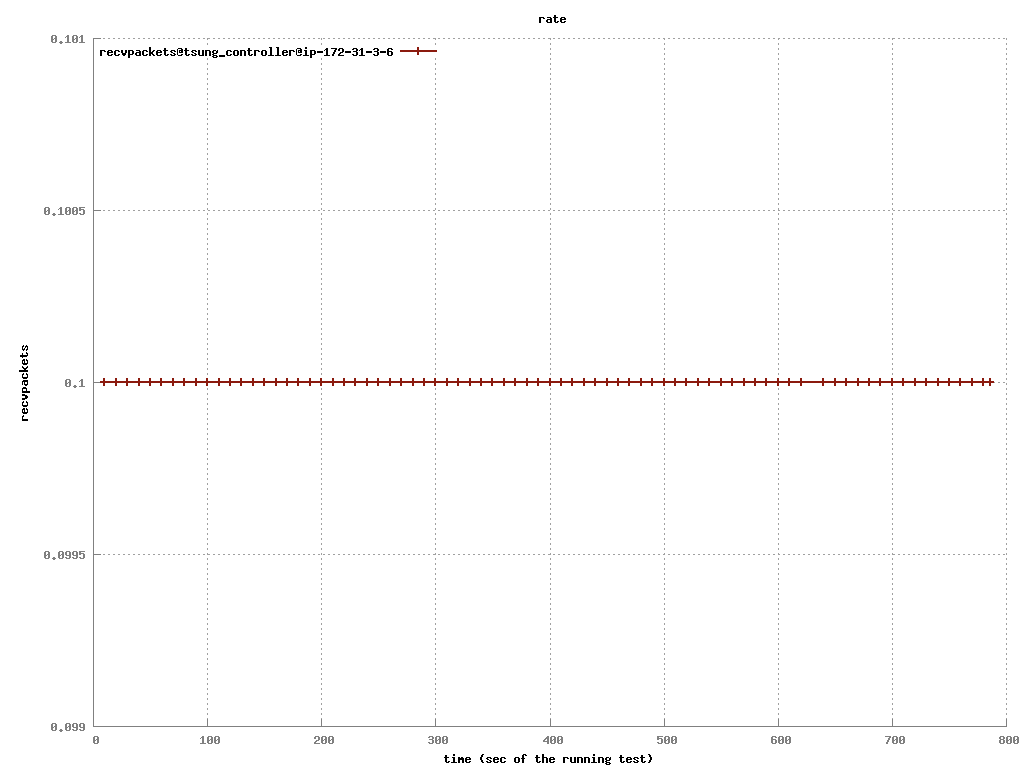 rate
0.101
recvpackets@tsung_controller@ip-172-31-3-6
0.1005
0.1
0.0995
0.099
recvpackets
0 100 200 300 400 500 600 700 800
time (sec of the running test)